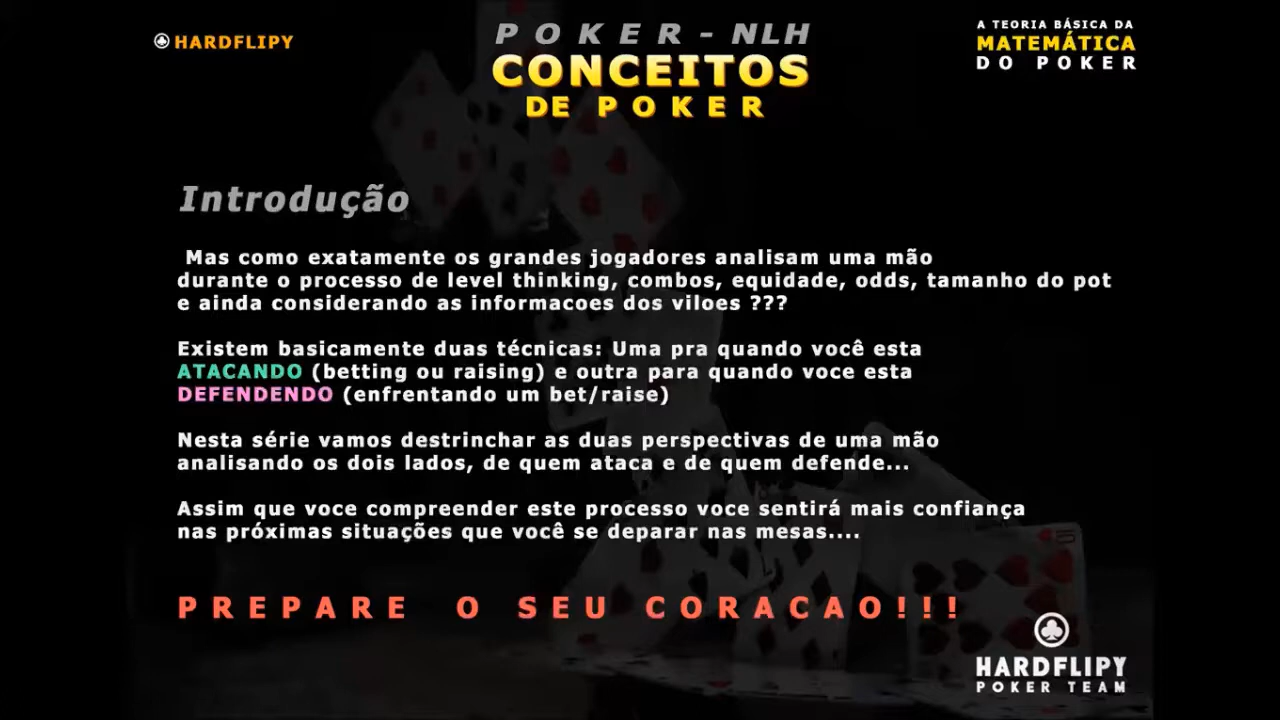 HARDFLIPY
POKER - NLH
CONCEITOS
DE POKER
A TEORIA BÁSICA DA
MATEMÁTICA
DO POKER
Introdução
Mas como exatamente os grandes jogadores analisam uma mão
durante o processo de level thinking, combos, equidade, odds, tamanho do pot
e ainda considerando as informacoes dos viloes ???
Existem basicamente duas técnicas: Uma pra quando você esta
ATACANDO (betting ou raising) e outra para quando voce esta
DEFENDENDO (enfrentando um bet/raise)
Nesta série vamos destrinchar as duas perspectivas de uma mão
analisando os dois lados, de quem ataca e de quem defende...
Assim que voce compreender este processo voce sentirá mais confiança
nas próximas situações que você se deparar nas mesas....
PREPARE O SEU CORACAO!!!
HARDFLIPY
POKER TEAM